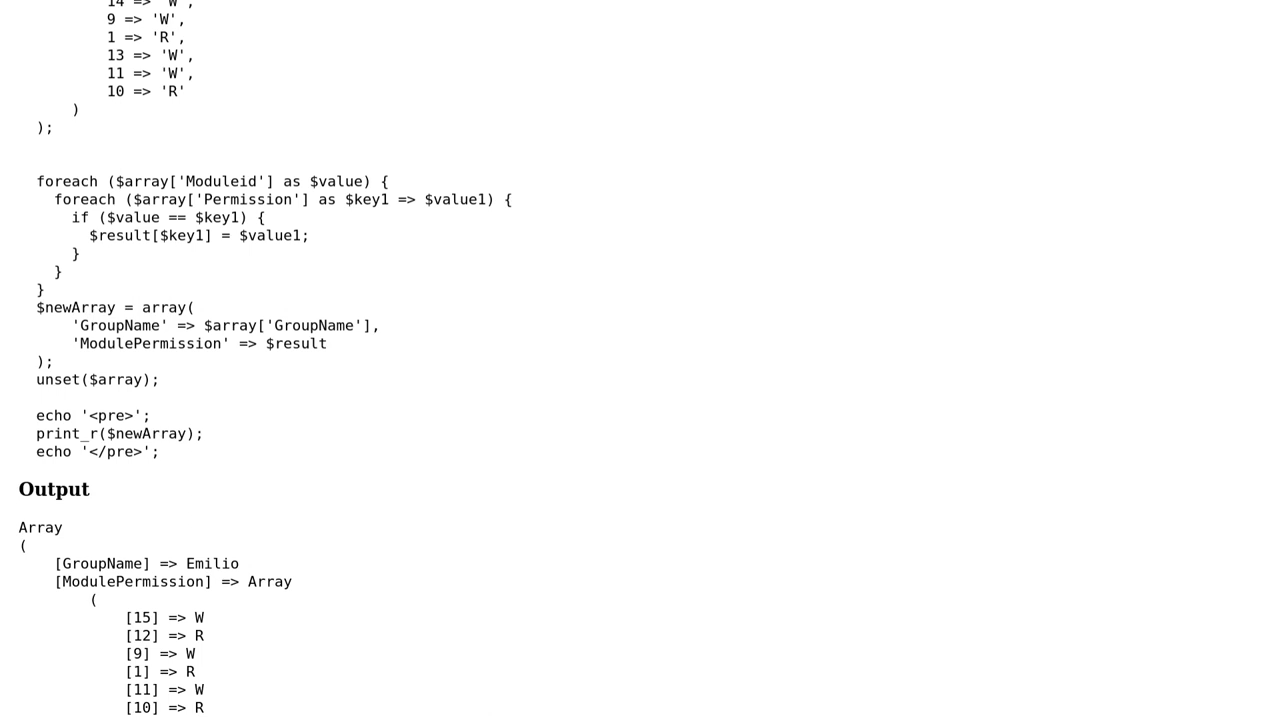 14 => 'W',
9 => 'W',
1 => 'R',
13 => 'W',
11 => 'W',
10 => 'R'
)
);
foreach ($array['Moduleid'] as $value) {
foreach ($array['Permission'] as $key1 => $value1) {
if ($value == $key1) {
$result[$key1] = $value1;
}
}
}
$newArray = array(
'GroupName' => $array['GroupName'],
'ModulePermission' => $result
);
unset($array);
echo '<pre>';
print_r($newArray);
echo '</pre>';
Output
Array
(
[GroupName] => Emilio
[ModulePermission] => Array
(
[15] => W
[12] => R
[9] => W
[1] => R
[11] => W
[10] => R